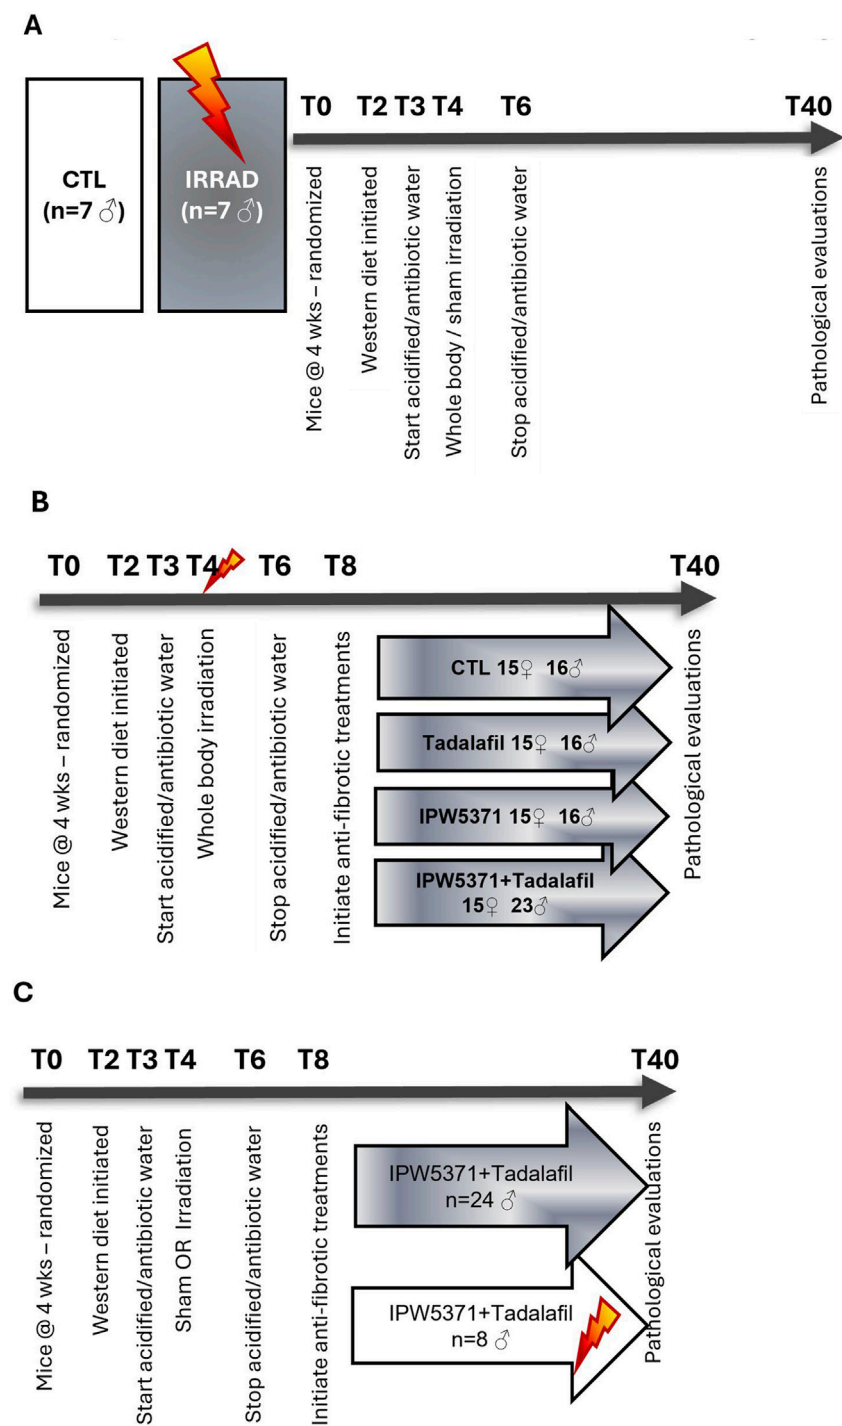 A
CTL
(n=7 ♂)
IRRAD
(n=7 ♂)
T0 T2 T3 T4 T6 T40
Mice @ 4 wks – randomized
Western diet initiated
Start acidified/antibiotic water
Whole body / sham irradiation
Stop acidified/antibiotic water
Pathological evaluations
B
T0 T2 T3 T4 T6 T8 T40
Mice @ 4 wks – randomized
Western diet initiated
Start acidified/antibiotic water
Whole body irradiation
Stop acidified/antibiotic water
Initiate anti-fibrotic treatments
CTL 15♀ 16♂
Tadalafil 15♀ 16♂
IPW5371 15♀ 16♂
IPW5371+Tadalafil
15♀ 23♂
Pathological evaluations
C
T0 T2 T3 T4 T6 T8 T40
Mice @ 4 wks – randomized
Western diet initiated
Start acidified/antibiotic water
Sham OR Irradiation
Stop acidified/antibiotic water
Initiate anti-fibrotic treatments
IPW5371+Tadalafil
n=24 ♂
IPW5371+Tadalafil
n=8 ♂
Pathological evaluations